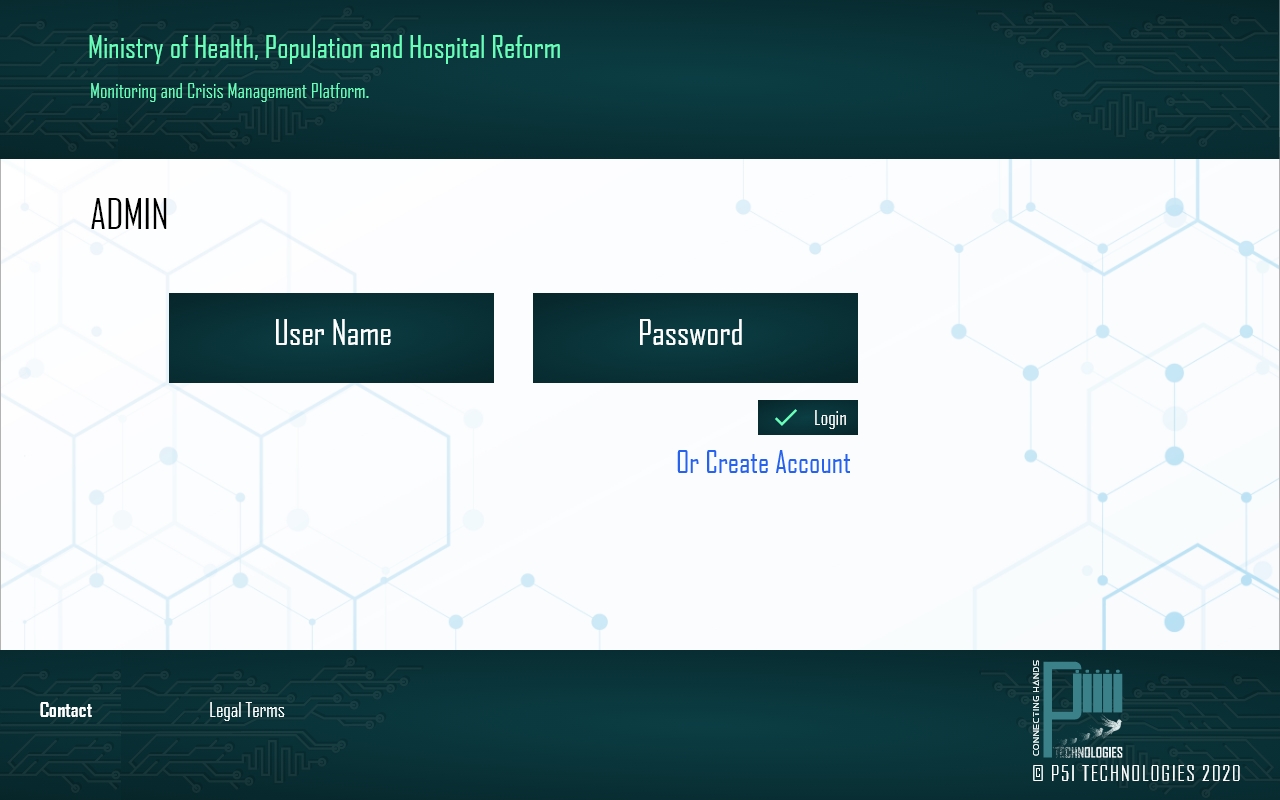 Ministry of Health, Population and Hospital Reform
Monitoring and Crisis Management Platform.
ADMIN
User Name
Password
Login
Or Create Account
Contact
Legal Terms
CONNECTING HANDS
TECHNOLOGIES
© P5I TECHNOLOGIES 2020